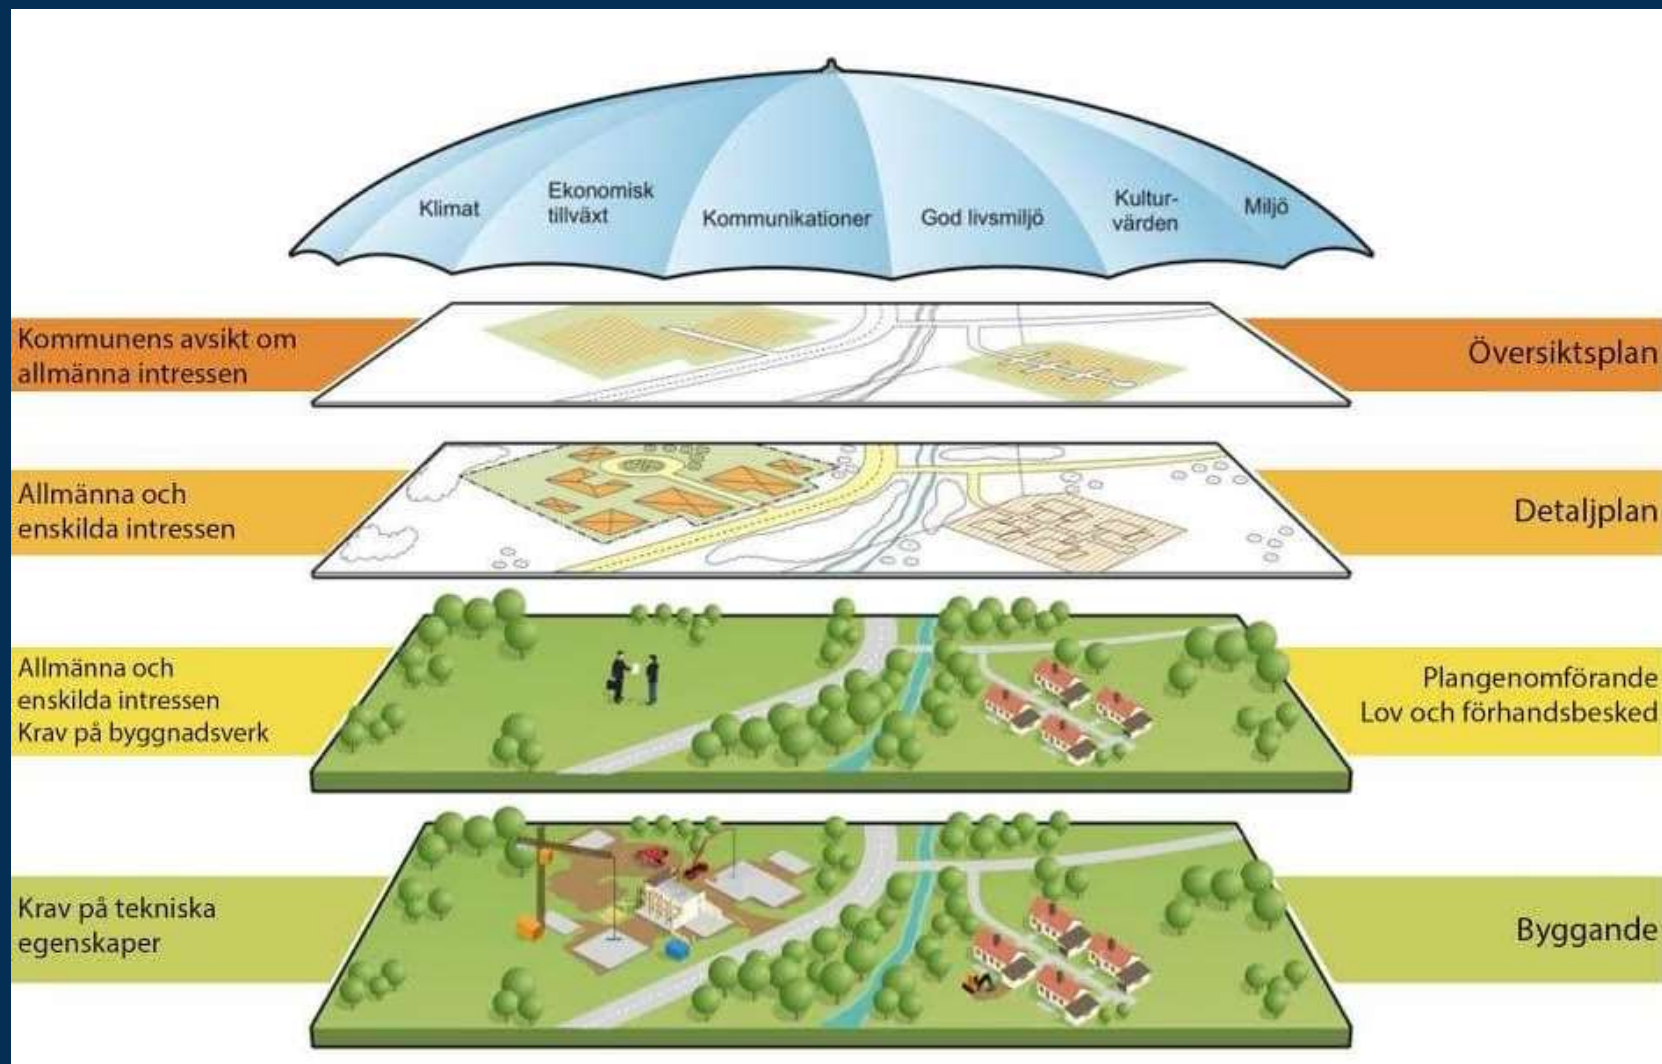 Klimat
Ekonomisk
tillväxt
Kommunikationer
God livsmiljö
Kultur-
värden
Miljö
Kommunens avsikt om
allmänna intressen
Översiktsplan
Allmänna och
enskilda intressen
Detaljplan
Allmänna och
enskilda intressen
Krav på byggnadsverk
Plangenomförande
Lov och förhandsbesked
Krav på tekniska
egenskaper
Byggande